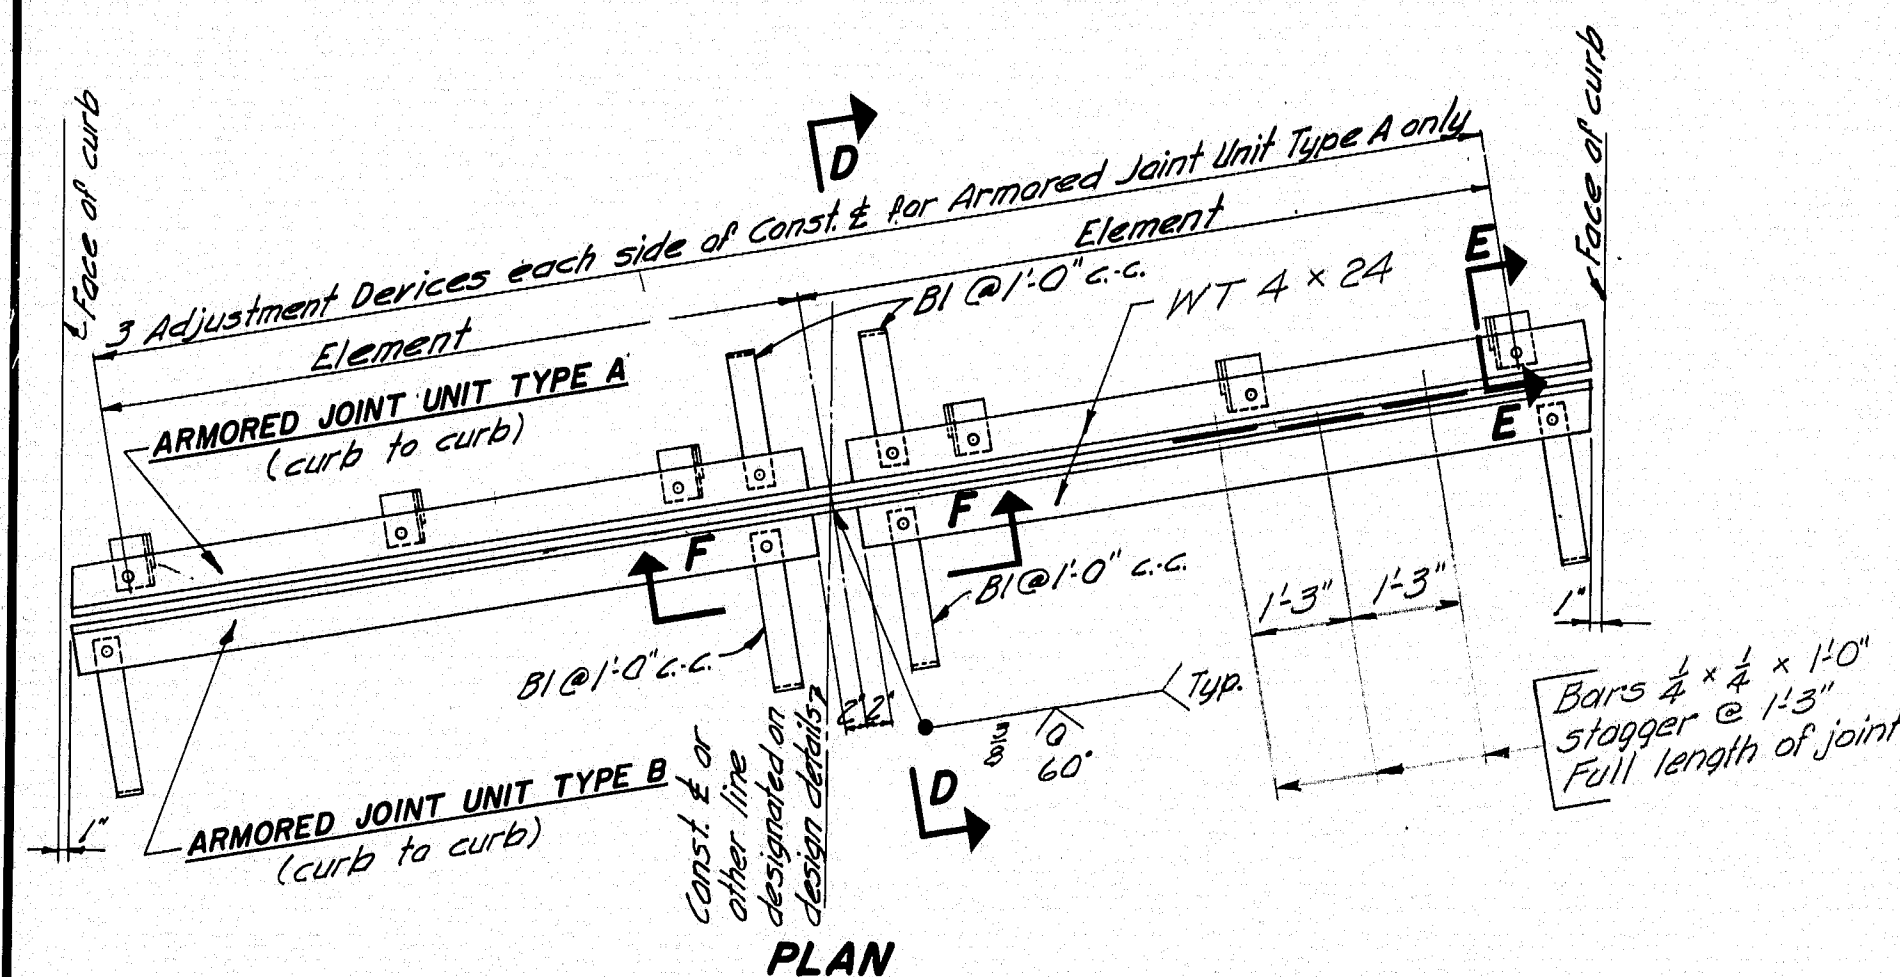 Face of curb
Face of curb
D
3 Adjustment Devices each side of Const. ℄ for Armored Joint Unit Type A only
Element
Element
E
B1 @ 1'-0" c.-c.
WT 4 × 24
ARMORED JOINT UNIT TYPE A
(curb to curb)
E
F
F
B1 @ 1'-0" c.-c.
B1 @ 1'-0" c.-c.
1'-3"
1'-3"
1"
2" 2"
Typ.
3/8
0
60°
Bars 1/4 × 1/4 × 1'-0"
stagger @ 1'-3"
Full length of joint
D
ARMORED JOINT UNIT TYPE B
(curb to curb)
1"
Const. ℄ or
other line
designated on
design details
PLAN